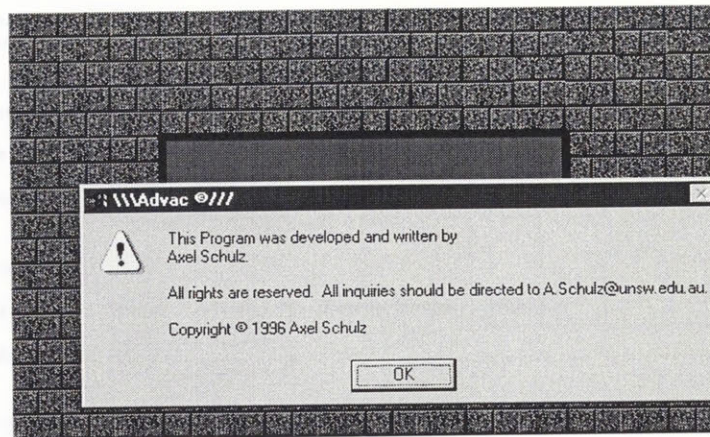 \\\Advac ©///
This Program was developed and written by
Axel Schulz.
All rights are reserved. All inquiries should be directed to A.Schulz@unsw.edu.au.
Copyright © 1996 Axel Schulz
OK